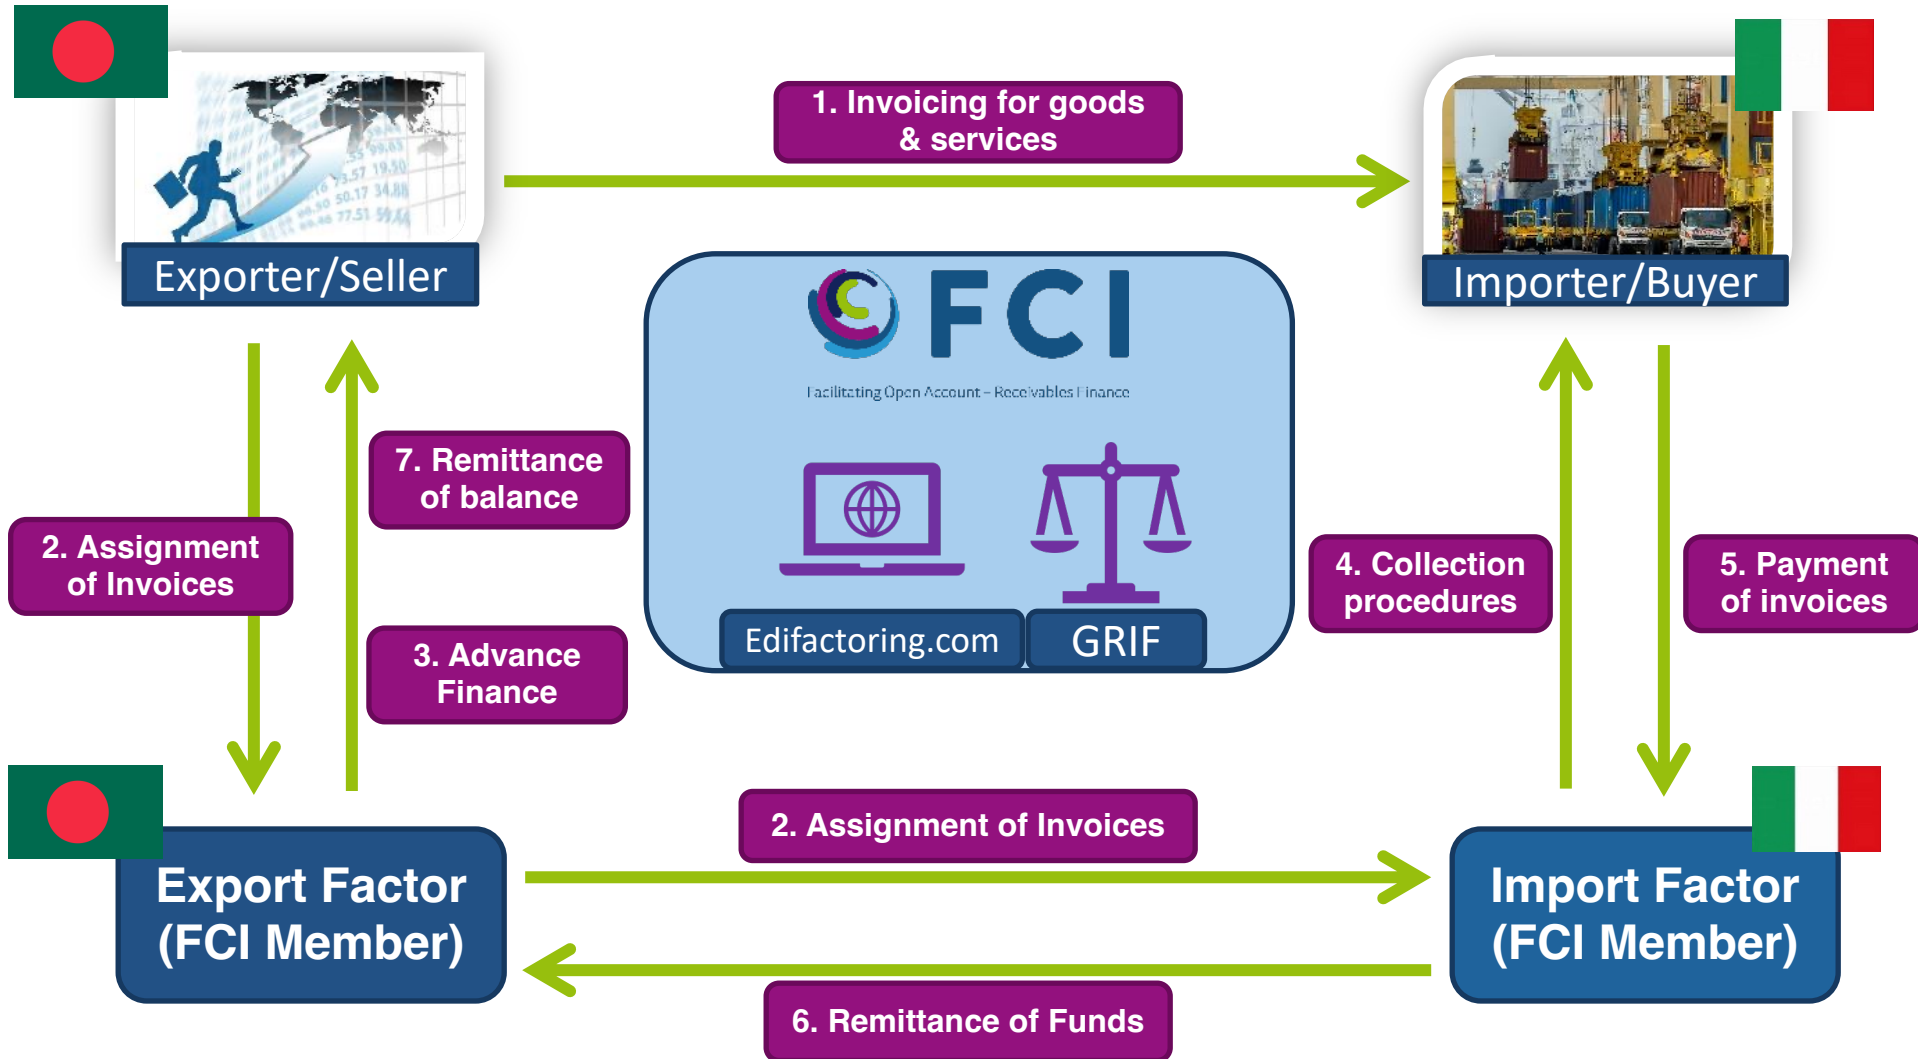 1. Invoicing for goods
& services
Exporter/Seller
Importer/Buyer
FCI
Facilitating Open Account – Receivables Finance
7. Remittance
of balance
2. Assignment
of Invoices
4. Collection
procedures
5. Payment
of invoices
3. Advance
Finance
Edifactoring.com
GRIF
2. Assignment of Invoices
Export Factor
(FCI Member)
Import Factor
(FCI Member)
6. Remittance of Funds